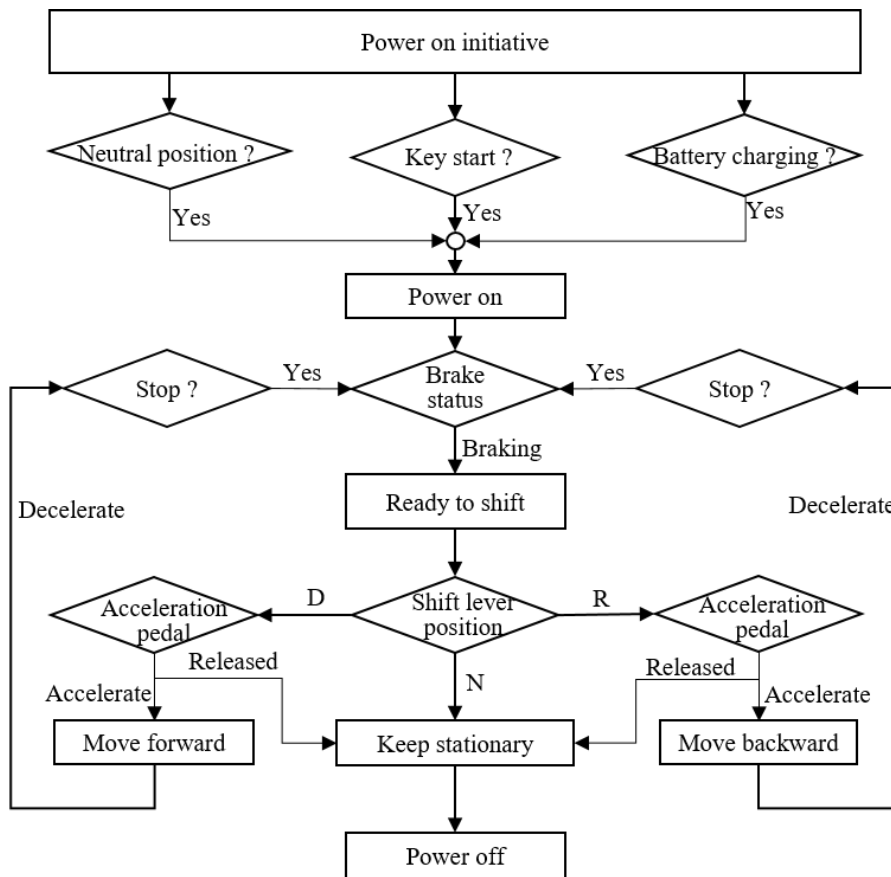 Power on initiative
Neutral position ?
Key start ?
Battery charging ?
Yes
Yes
Yes
Power on
Stop ?
Yes
Brake
status
Yes
Stop ?
Braking
Decelerate
Ready to shift
Decelerate
Acceleration
pedal
D
Shift lever
position
R
Acceleration
pedal
Released
N
Released
Accelerate
Accelerate
Move forward
Keep stationary
Move backward
Power off